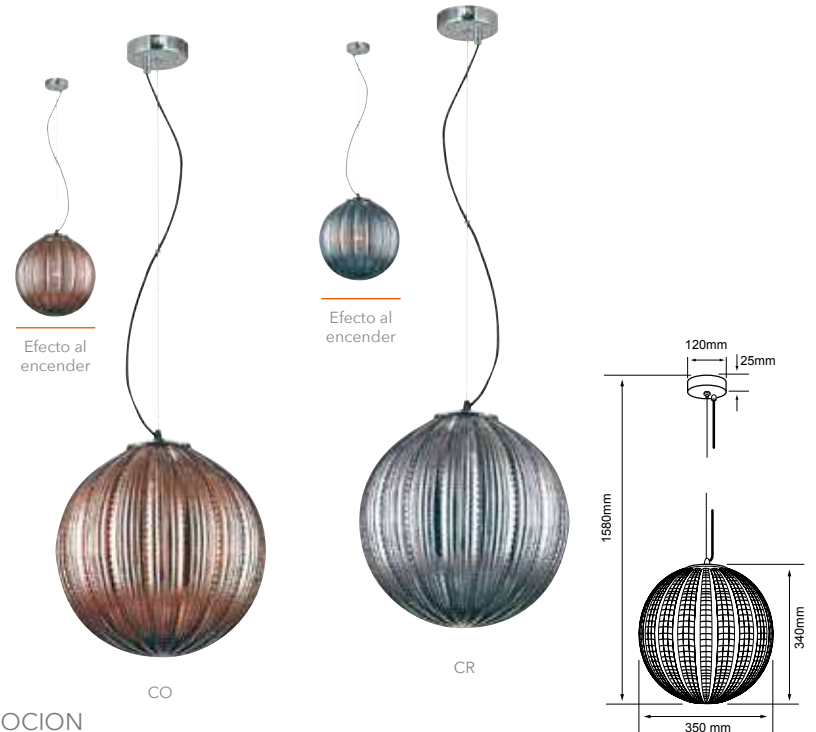 Efecto al
encender
Efecto al
encender
CO
CR
120mm
25mm
1580mm
340mm
350 mm
OCION